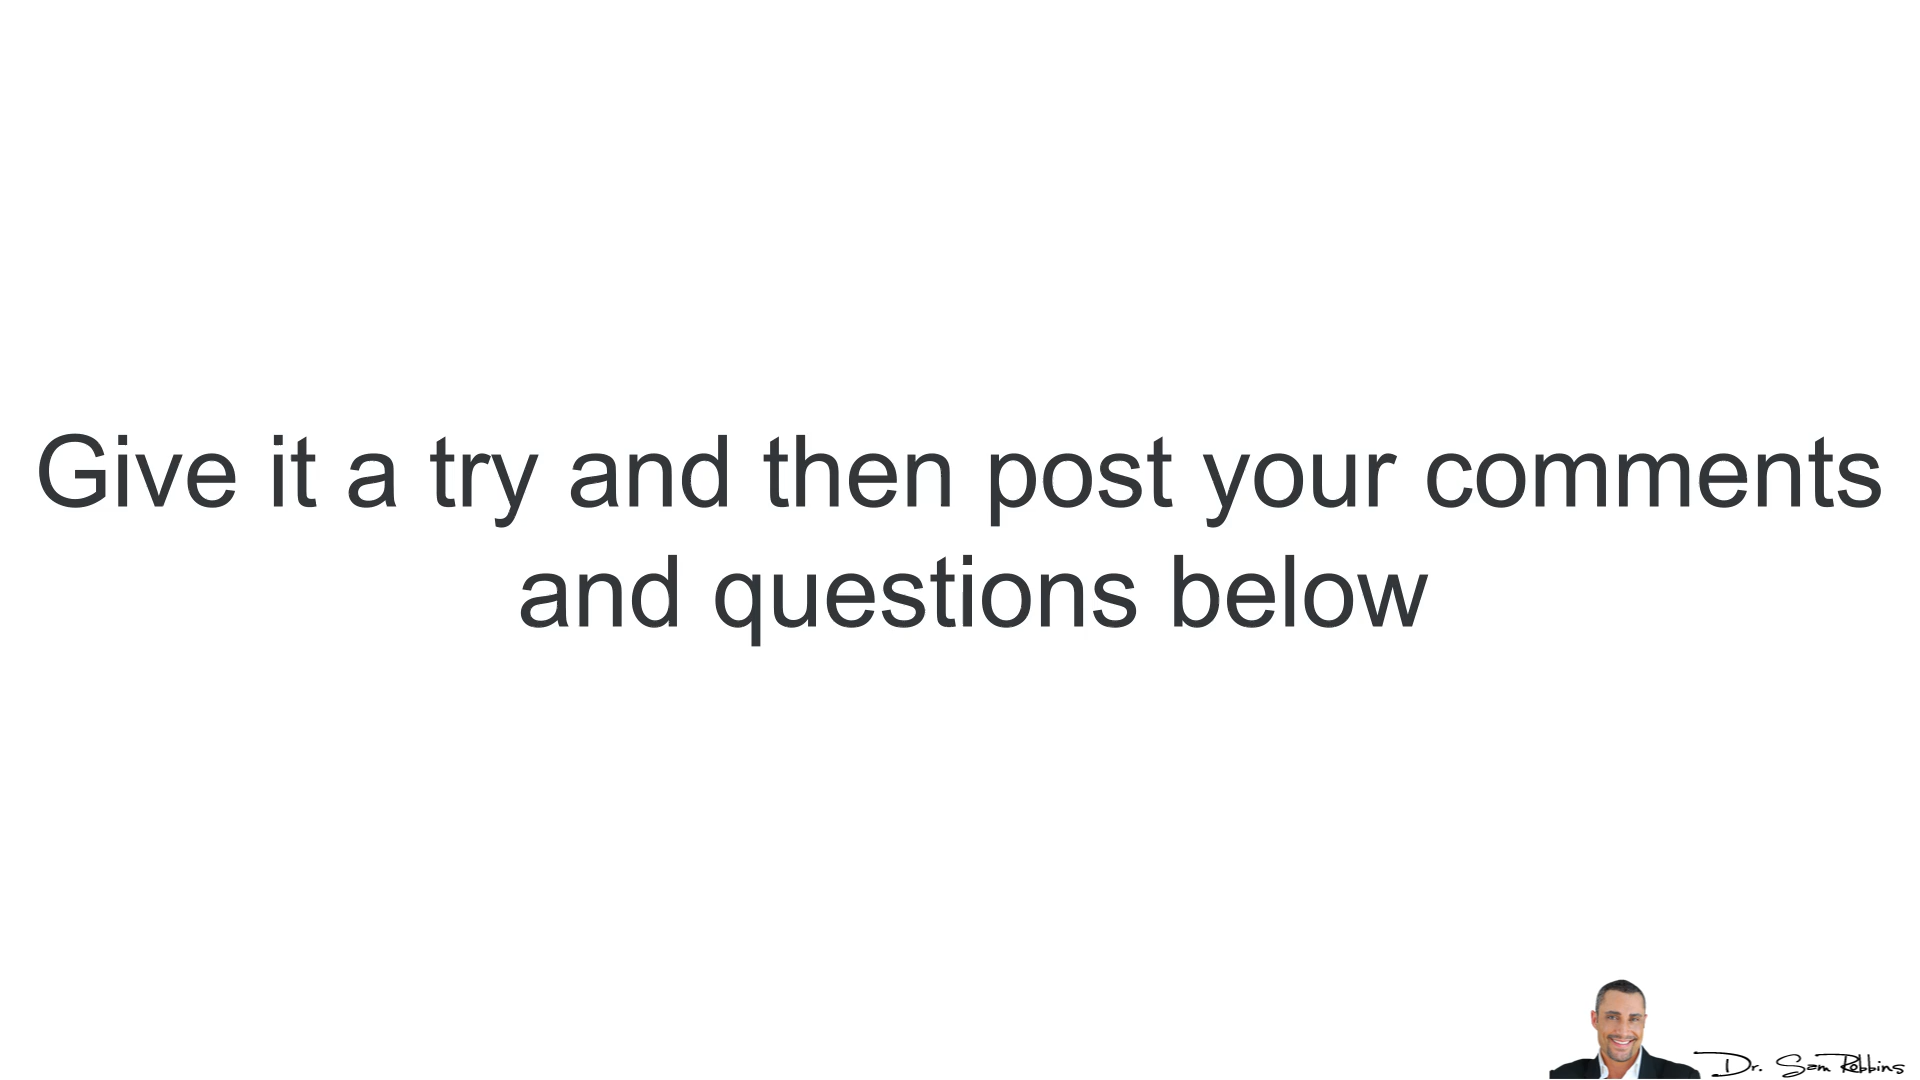 Give it a try and then post your comments
and questions below
Dr. Sam Robbins